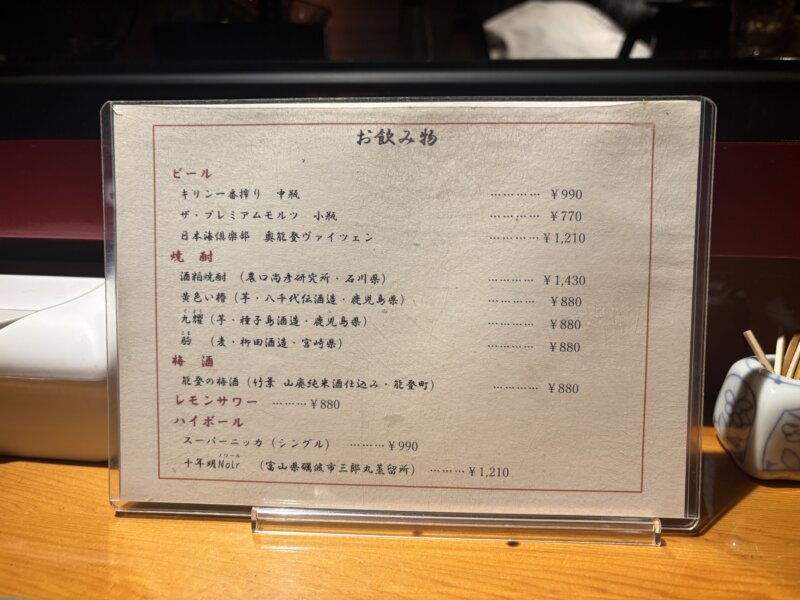 お飲み物
ビール
キリン一番搾り 中瓶 ………… ¥990
ザ・プレミアムモルツ 小瓶 ………… ¥770
日本海倶楽部 奥能登ヴァイツェン ………… ¥1,210
焼 酎
酒粕焼酎 (農口尚彦研究所・石川県) ………… ¥1,430
黄色い椿 (芋・八千代伝酒造・鹿児島県) ………… ¥880
九耀 (芋・種子島酒造・鹿児島県) ………… ¥880
こま
駒 (麦・柳田酒造・宮崎県) ………… ¥880
梅 酒
能登の梅酒 (竹葉 山廃純米酒仕込み・能登町) ………… ¥880
レモンサワー ……… ¥880
ハイボール
スーパーニッカ (シングル) ……… ¥990
ノワール
十年明Noir (富山県礪波市三郎丸蒸留所) ……… ¥1,210